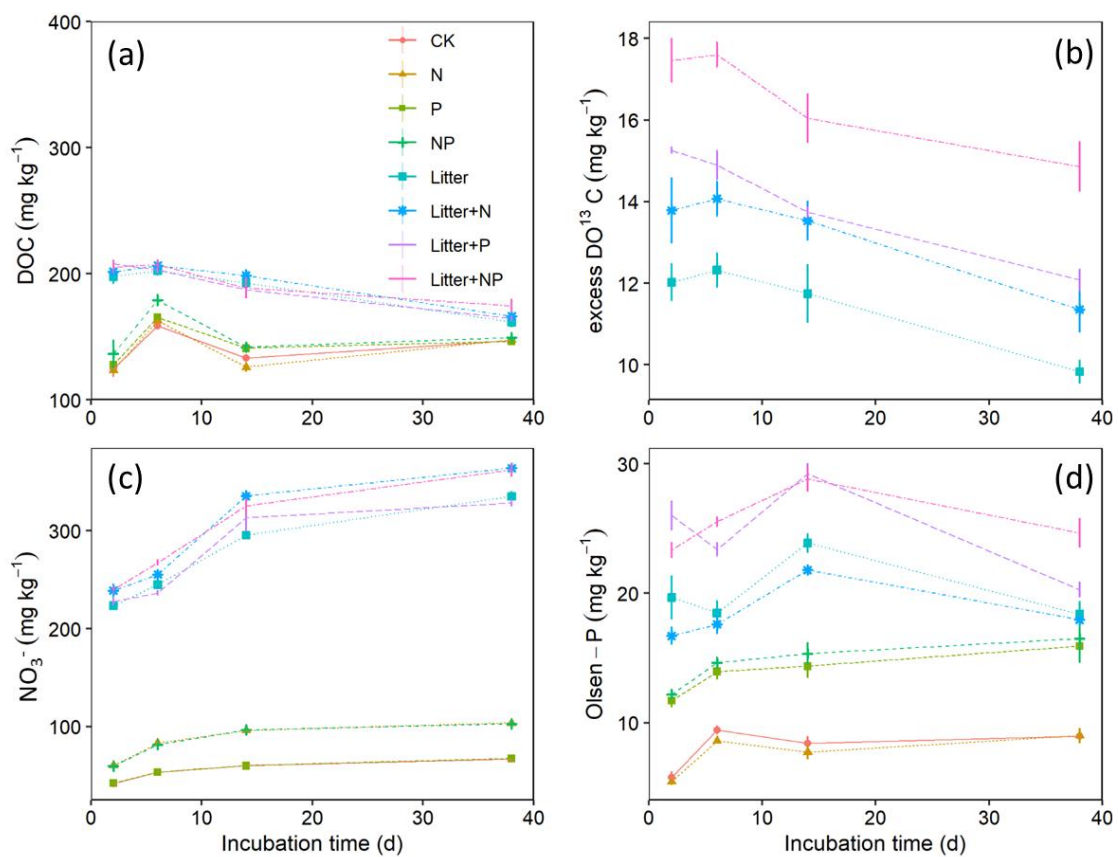 (a)
CK
N
P
NP
Litter
Litter+N
Litter+P
Litter+NP
DOC (mg kg⁻¹)
400
300
200
100
0 10 20 30 40
(b)
excess DO¹³ C (mg kg⁻¹)
18
16
14
12
10
0 10 20 30 40
(c)
NO₃⁻ (mg kg⁻¹)
300
200
100
0 10 20 30 40
Incubation time (d)
(d)
Olsen – P (mg kg⁻¹)
30
20
10
0 10 20 30 40
Incubation time (d)